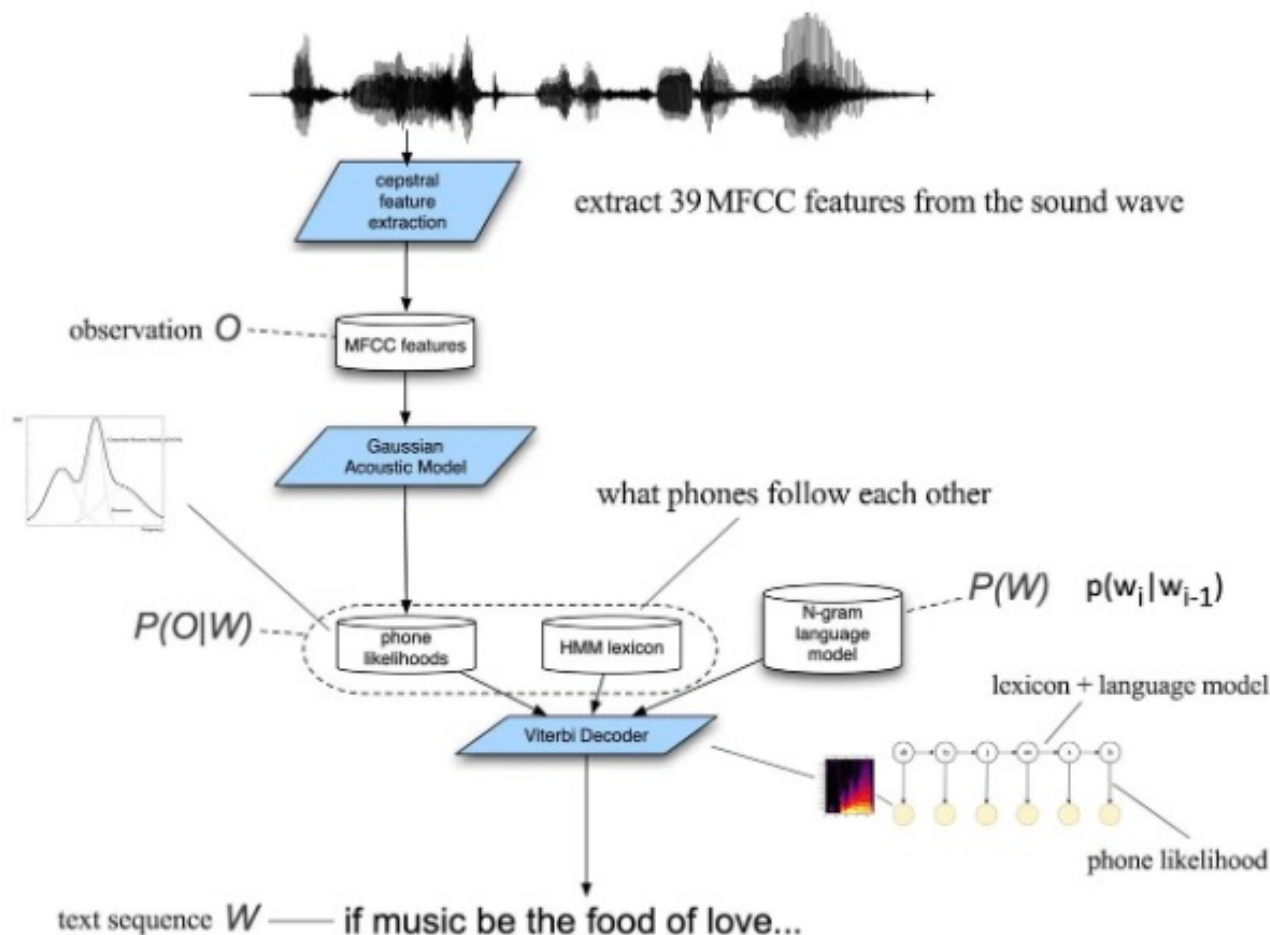 cepstral
feature
extraction
extract 39 MFCC features from the sound wave
observation O
MFCC features
Gaussian
Acoustic Model
what phones follow each other
P(O|W)
phone
likelihoods
HMM lexicon
N-gram
language
model
P(W) p(wi|wi-1)
lexicon + language model
Viterbi Decoder
phone likelihood
text sequence W
if music be the food of love...